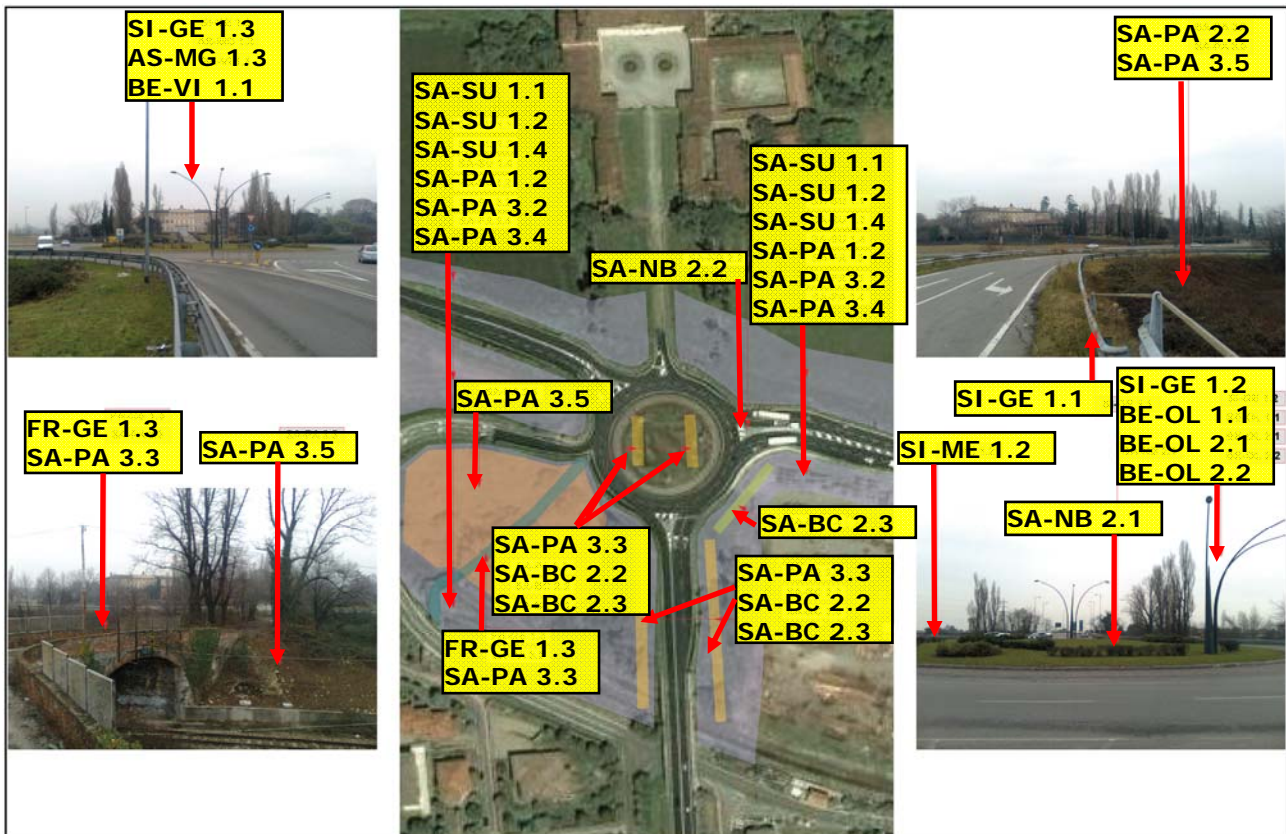 SI-GE 1.3
AS-MG 1.3
BE-VI 1.1
SA-SU 1.1
SA-SU 1.2
SA-SU 1.4
SA-PA 1.2
SA-PA 3.2
SA-PA 3.4
SA-NB 2.2
SA-SU 1.1
SA-SU 1.2
SA-SU 1.4
SA-PA 1.2
SA-PA 3.2
SA-PA 3.4
SA-PA 2.2
SA-PA 3.5
FR-GE 1.3
SA-PA 3.3
SA-PA 3.5
SA-PA 3.5
SA-PA 3.3
SA-BC 2.2
SA-BC 2.3
FR-GE 1.3
SA-PA 3.3
SA-BC 2.3
SA-PA 3.3
SA-BC 2.2
SA-BC 2.3
SI-GE 1.1
SI-GE 1.2
BE-OL 1.1
BE-OL 2.1
BE-OL 2.2
SI-ME 1.2
SA-NB 2.1